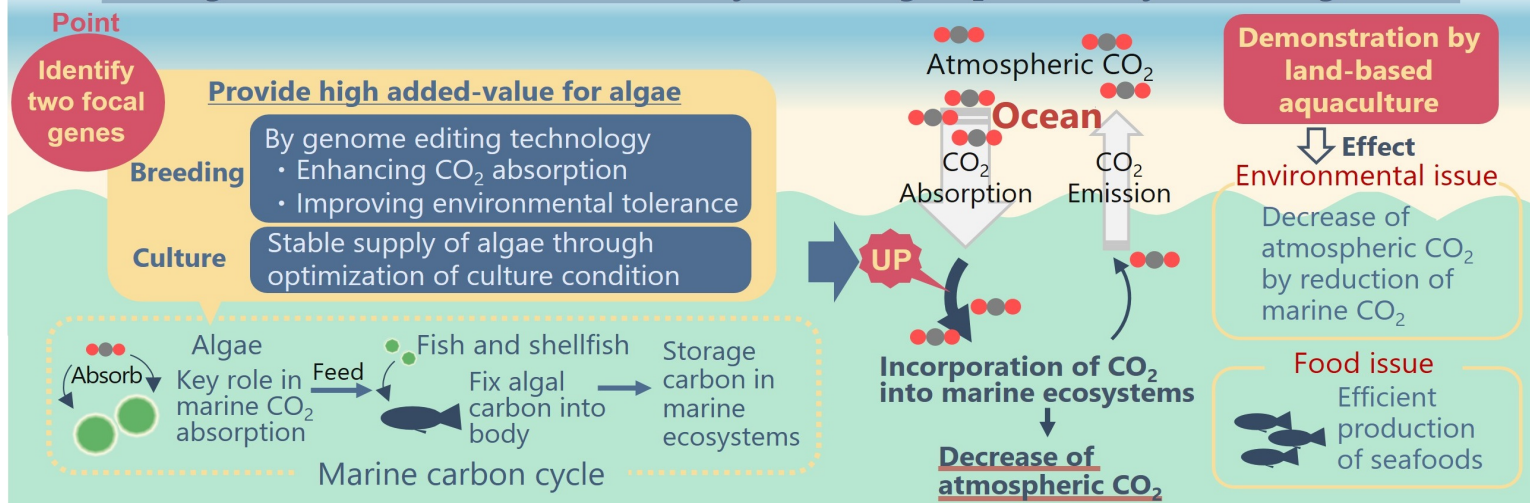 Point
Identify
two focal
genes
Provide high added-value for algae
Breeding
By genome editing technology
・Enhancing CO₂ absorption
・Improving environmental tolerance
Culture
Stable supply of algae through
optimization of culture condition
Absorb
Algae
Key role in
marine CO₂
absorption
Feed
Fish and shellfish
Fix algal
carbon into
body
Storage
carbon in
marine
ecosystems
Marine carbon cycle
UP
Atmospheric CO₂
Ocean
CO₂
Absorption
CO₂
Emission
Incorporation of CO₂
into marine ecosystems
Decrease of
atmospheric CO₂
Demonstration by
land-based
aquaculture
Effect
Environmental issue
Decrease of
atmospheric CO₂
by reduction of
marine CO₂
Food issue
Efficient
production
of seafoods